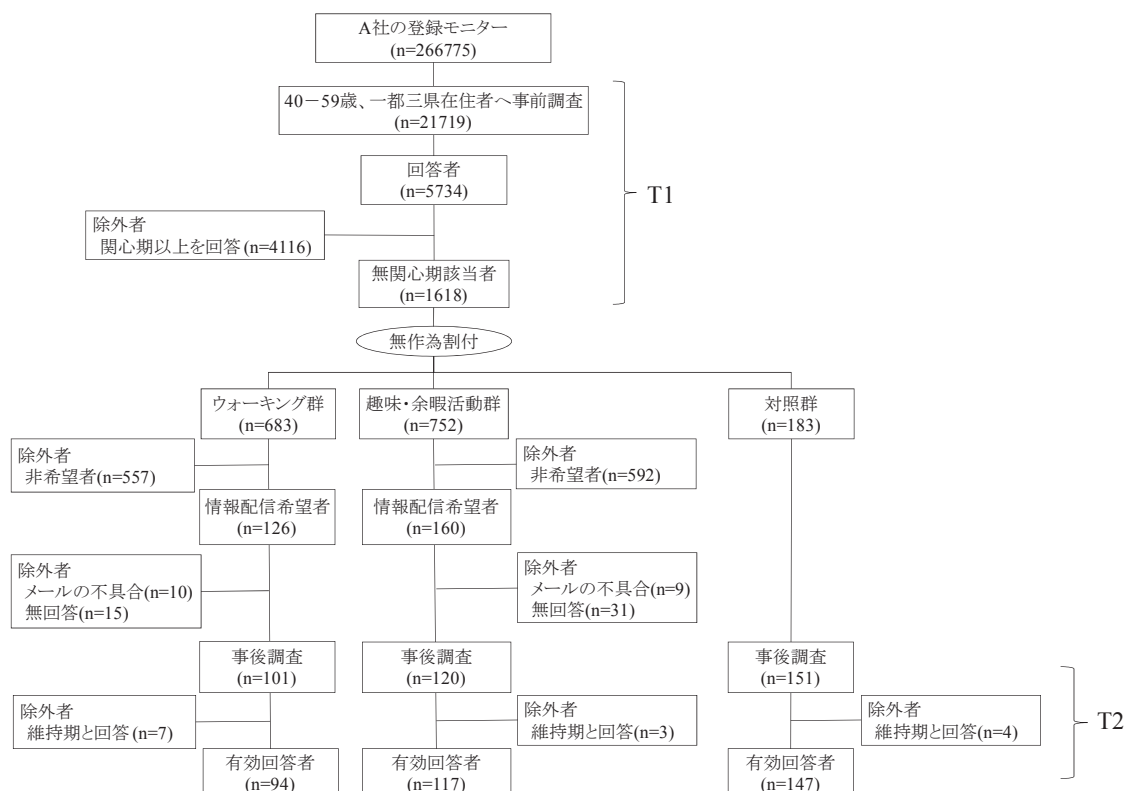 A社の登録モニター
(n=266775)
40－59歳、一都三県在住者へ事前調査
(n=21719)
回答者
(n=5734)
T1
除外者
関心期以上を回答(n=4116)
無関心期該当者
(n=1618)
無作為割付
ウォーキング群
(n=683)
趣味・余暇活動群
(n=752)
対照群
(n=183)
除外者
非希望者(n=557)
除外者
非希望者(n=592)
情報配信希望者
(n=126)
情報配信希望者
(n=160)
除外者
メールの不具合(n=10)
無回答(n=15)
除外者
メールの不具合(n=9)
無回答(n=31)
事後調査
(n=101)
事後調査
(n=120)
事後調査
(n=151)
除外者
維持期と回答(n=7)
除外者
維持期と回答(n=3)
除外者
維持期と回答(n=4)
T2
有効回答者
(n=94)
有効回答者
(n=117)
有効回答者
(n=147)